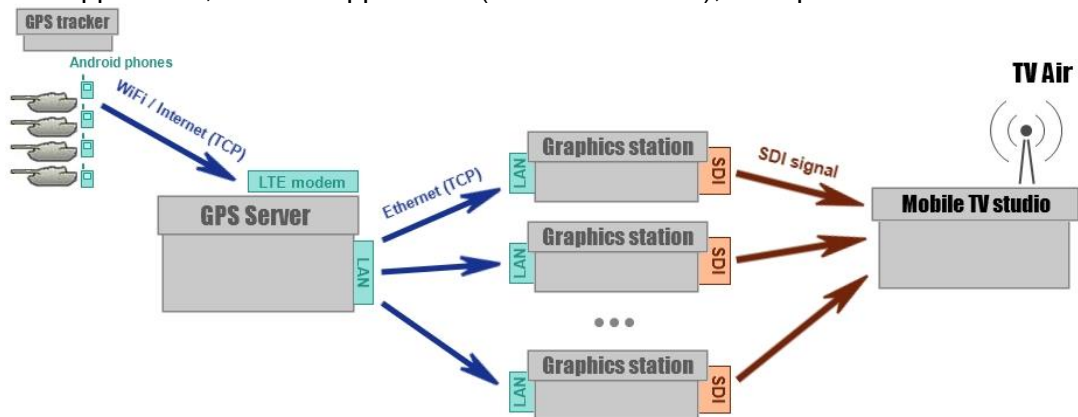 GPS tracker
Android phones
WiFi / Internet (TCP)
LTE modem
GPS Server
LAN
Ethernet (TCP)
LAN
Graphics station
SDI
LAN
Graphics station
SDI
LAN
Graphics station
SDI
SDI signal
TV Air
Mobile TV studio